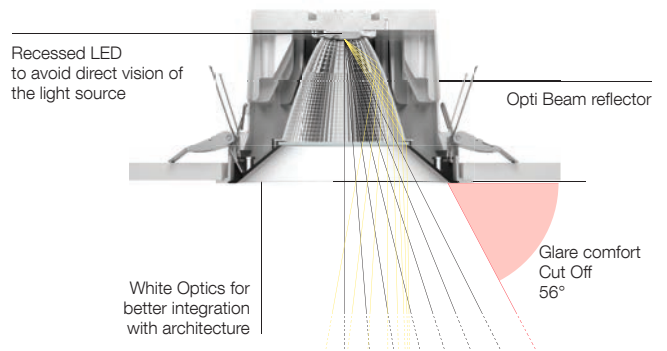 Recessed LED
to avoid direct vision of
the light source
Opti Beam reflector
Glare comfort
Cut Off
56°
White Optics for
better integration
with architecture